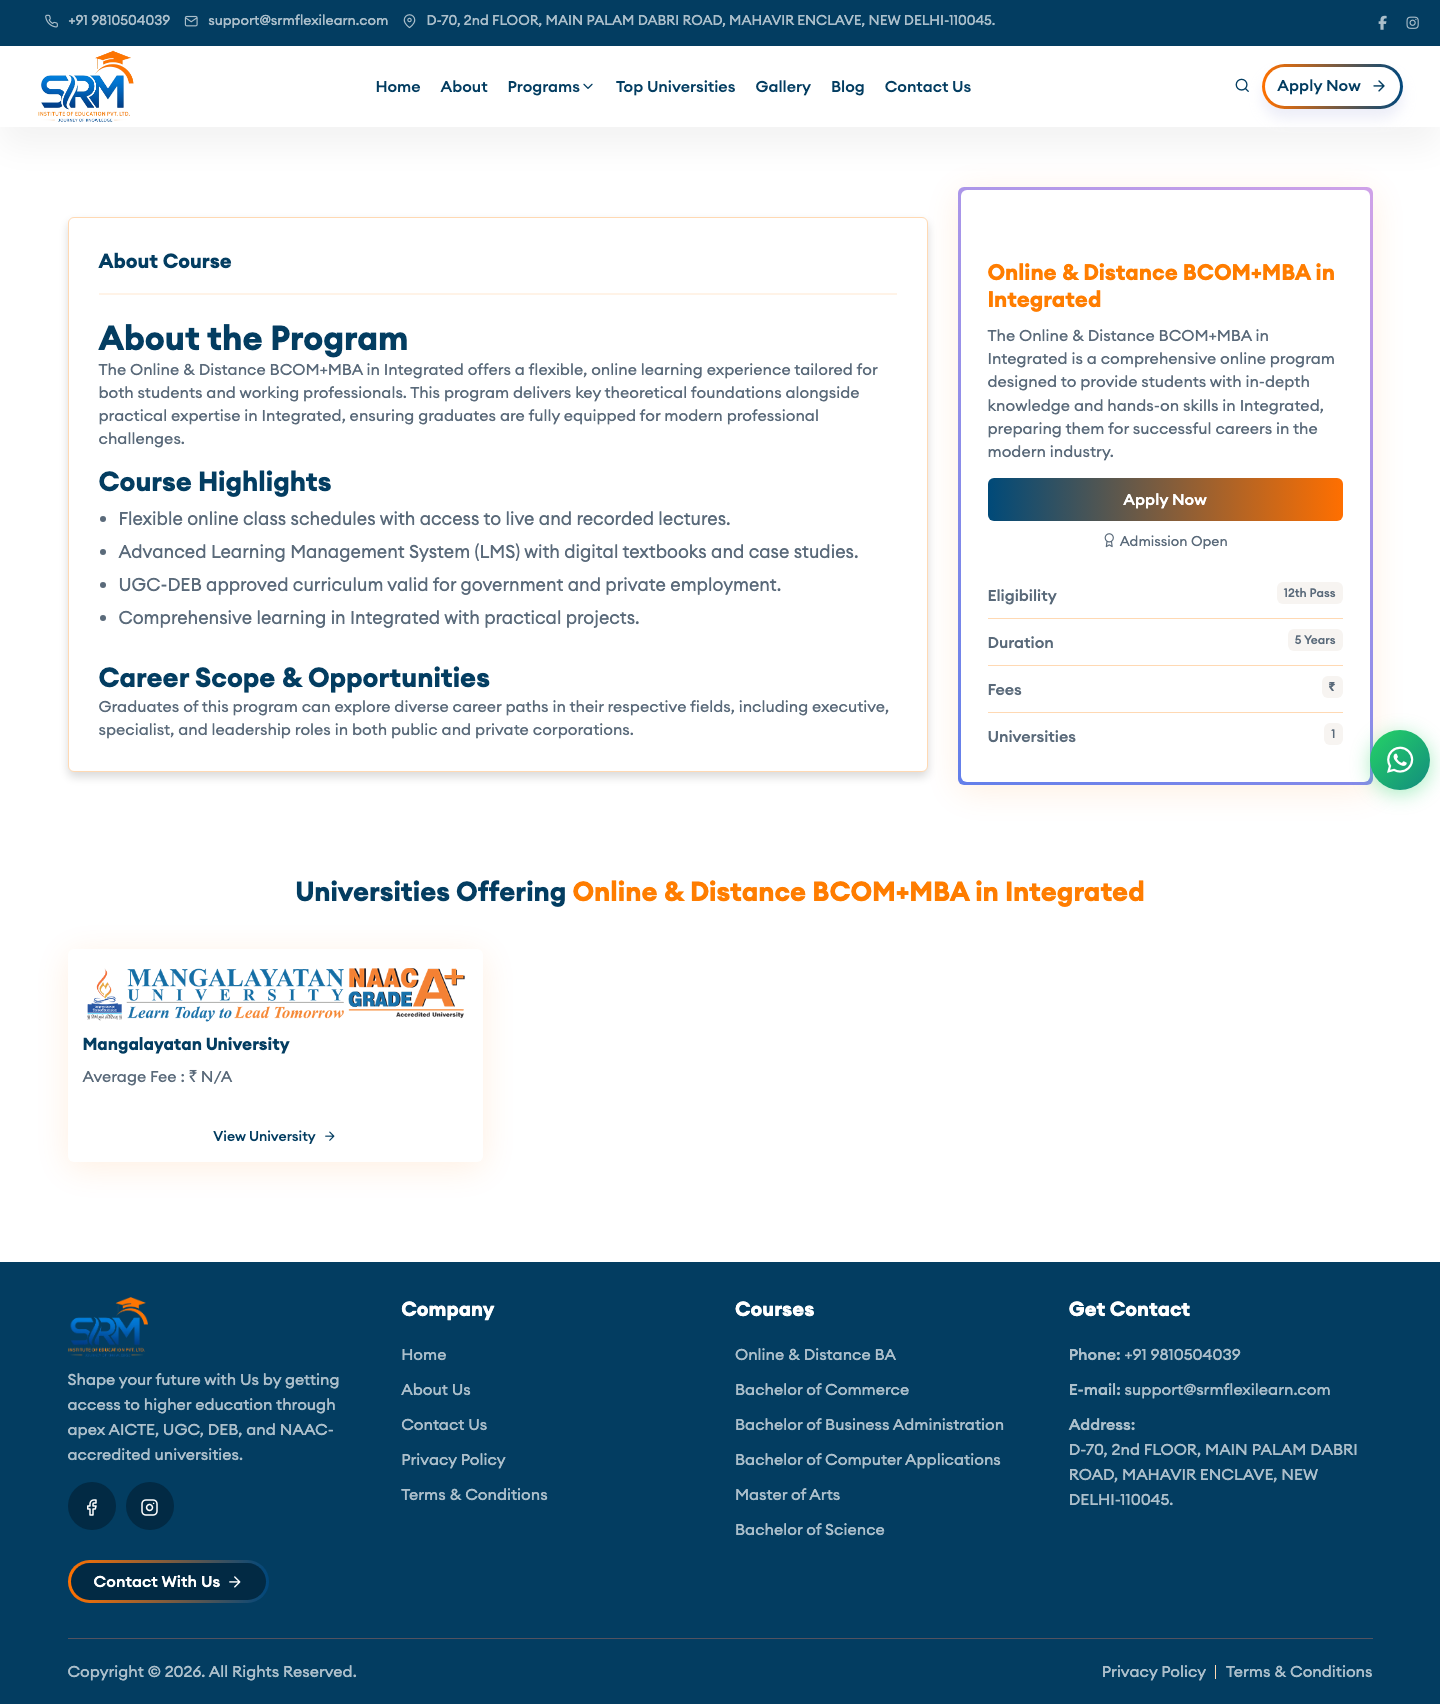 +91 9810504039 support@srmflexilearn.com D-70, 2nd FLOOR, MAIN PALAM DABRI ROAD, MAHAVIR ENCLAVE, NEW DELHI-110045.
SRM
INSTITUTE OF EDUCATION PVT. LTD.
JOURNEY OF KNOWLEDGE
Home About Programs Top Universities Gallery Blog Contact Us
Apply Now
About Course
About the Program
The Online & Distance BCOM+MBA in Integrated offers a flexible, online learning experience tailored for
both students and working professionals. This program delivers key theoretical foundations alongside
practical expertise in Integrated, ensuring graduates are fully equipped for modern professional
challenges.
Course Highlights
• Flexible online class schedules with access to live and recorded lectures.
• Advanced Learning Management System (LMS) with digital textbooks and case studies.
• UGC-DEB approved curriculum valid for government and private employment.
• Comprehensive learning in Integrated with practical projects.
Career Scope & Opportunities
Graduates of this program can explore diverse career paths in their respective fields, including executive,
specialist, and leadership roles in both public and private corporations.
Online & Distance BCOM+MBA in
Integrated
The Online & Distance BCOM+MBA in
Integrated is a comprehensive online program
designed to provide students with in-depth
knowledge and hands-on skills in Integrated,
preparing them for successful careers in the
modern industry.
Apply Now
Admission Open
Eligibility 12th Pass
Duration 5 Years
Fees ₹
Universities 1
Universities Offering Online & Distance BCOM+MBA in Integrated
MANGALAYATAN
UNIVERSITY
Learn Today to Lead Tomorrow
NAAC
GRADE A+
Accredited University
Mangalayatan University
Average Fee : ₹ N/A
View University
SRM
INSTITUTE OF EDUCATION PVT. LTD.
Shape your future with Us by getting
access to higher education through
apex AICTE, UGC, DEB, and NAAC-
accredited universities.
Contact With Us
Company
Home
About Us
Contact Us
Privacy Policy
Terms & Conditions
Courses
Online & Distance BA
Bachelor of Commerce
Bachelor of Business Administration
Bachelor of Computer Applications
Master of Arts
Bachelor of Science
Get Contact
Phone: +91 9810504039
E-mail: support@srmflexilearn.com
Address:
D-70, 2nd FLOOR, MAIN PALAM DABRI
ROAD, MAHAVIR ENCLAVE, NEW
DELHI-110045.
Copyright © 2026. All Rights Reserved.
Privacy Policy | Terms & Conditions